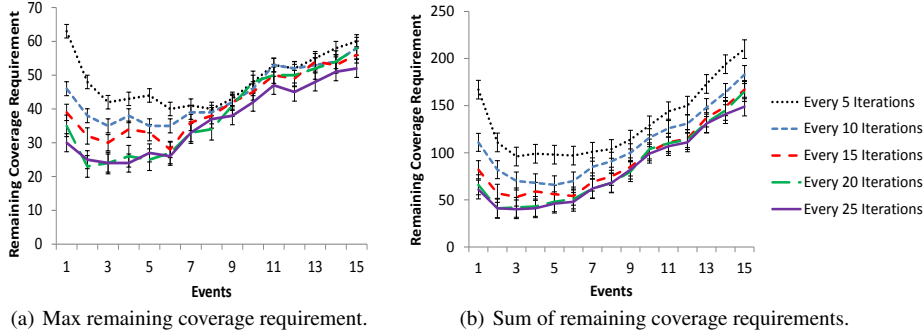 Remaining Coverage Requirement
70
60
50
40
30
20
10
0
1 3 5 7 9 11 13 15
Events
(a) Max remaining coverage requirement.
Remaining Coverage Requirement
250
200
150
100
50
0
1 3 5 7 9 11 13 15
Events
(b) Sum of remaining coverage requirements.
Every 5 Iterations
Every 10 Iterations
Every 15 Iterations
Every 20 Iterations
Every 25 Iterations